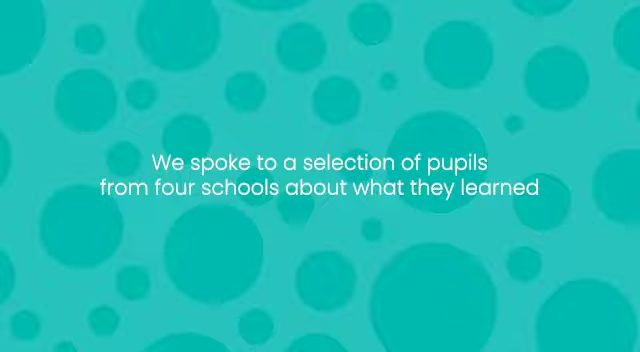 We spoke to a selection of pupils
from four schools about what they learned